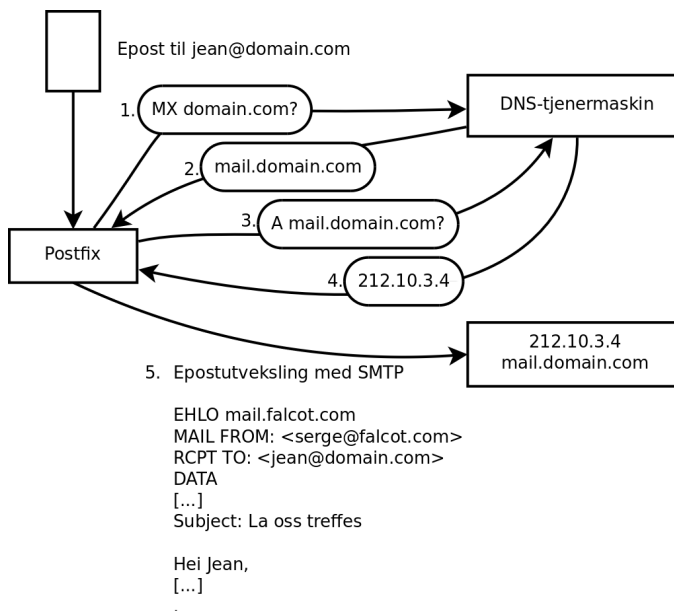 Epost til jean@domain.com
1. MX domain.com?
DNS-tjenermaskin
2. mail.domain.com
3. A mail.domain.com?
Postfix
4. 212.10.3.4
212.10.3.4
mail.domain.com
5. Epostutveksling med SMTP
EHLO mail.falcot.com
MAIL FROM: <serge@falcot.com>
RCPT TO: <jean@domain.com>
DATA
[...]
Subject: La oss treffes
Hei Jean,
[...]
.